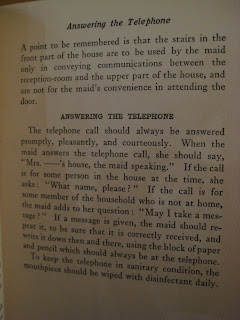 Answering the Telephone
A point to be remembered is that the stairs in the
front part of the house are to be used by the maid
only in conveying communications between the
reception-room and the upper part of the house, and
are not for the maid's convenience in attending the
door.
ANSWERING THE TELEPHONE
The telephone call should always be answered
promptly, pleasantly, and courteously. When the
maid answers the telephone call, she should say,
"Mrs. ——'s house, the maid speaking." If the call
is for some person in the house at the time, she
asks: "What name, please?" If the call is for
some member of the household who is not at home,
the maid adds to her question: "May I take a mes-
sage?" If a message is given, the maid should re-
peat it, to be sure that it is correctly received, and
write it down then and there, using the block of paper
and pencil which should always be at the telephone.
To keep the telephone in sanitary condition, the
mouthpiece should be wiped with disinfectant daily.